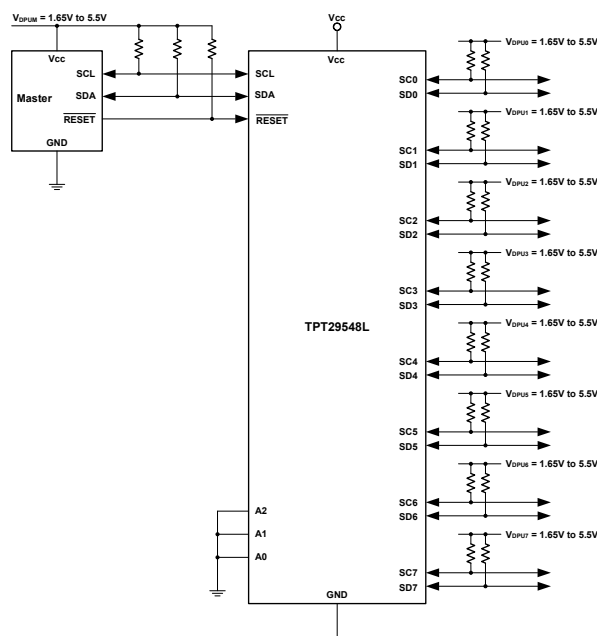 VDPUM = 1.65V to 5.5V
Vcc
Master
SCL
SDA
RESET
GND
Vcc
Vcc
SCL
SDA
RESET
TPT29548L
A2
A1
A0
GND
SC0
SD0
VDPU0 = 1.65V to 5.5V
SC1
SD1
VDPU1 = 1.65V to 5.5V
SC2
SD2
VDPU2 = 1.65V to 5.5V
SC3
SD3
VDPU3 = 1.65V to 5.5V
SC4
SD4
VDPU4 = 1.65V to 5.5V
SC5
SD5
VDPU5 = 1.65V to 5.5V
SC6
SD6
VDPU6 = 1.65V to 5.5V
SC7
SD7
VDPU7 = 1.65V to 5.5V